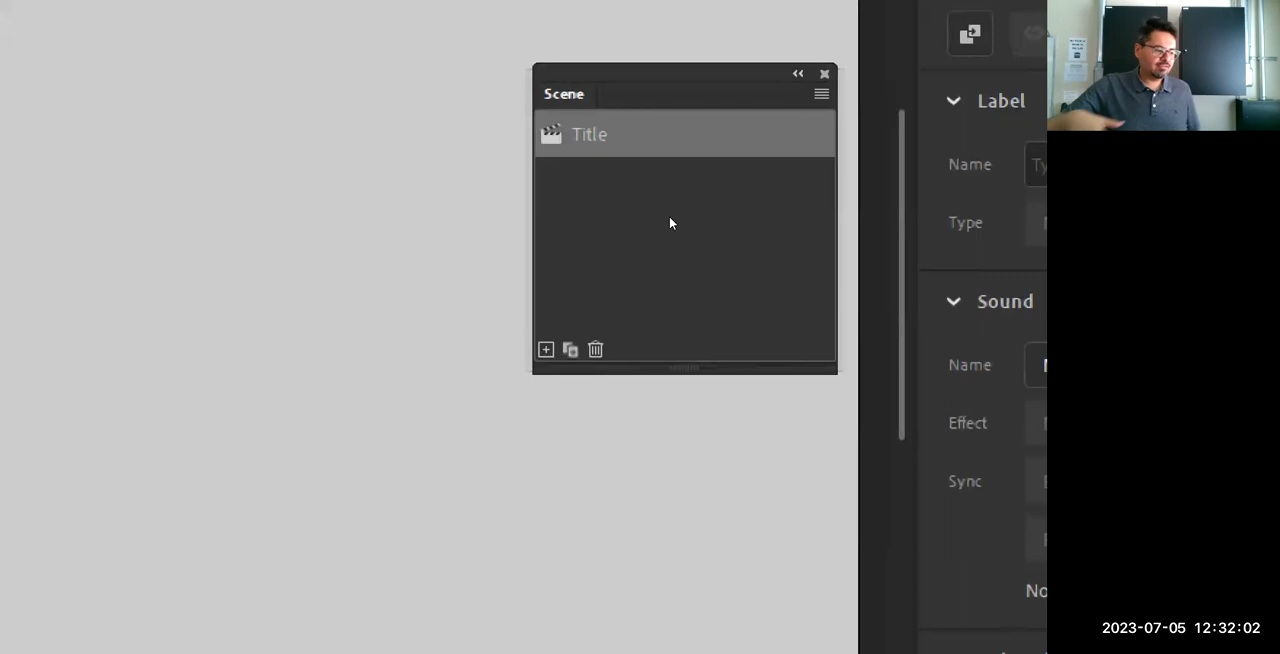 Scene
Title
Label
Name
Type
Sound
Name
Effect
Sync
No
2023-07-05 12:32:02